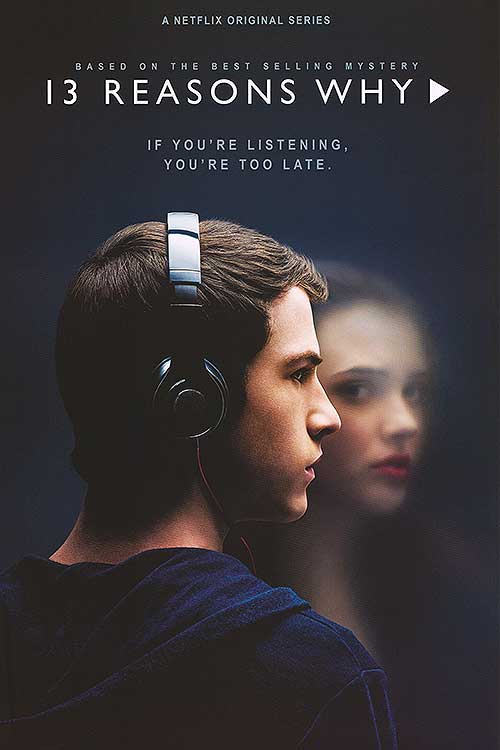 A NETFLIX ORIGINAL SERIES
BASED ON THE BEST SELLING MYSTERY
13 REASONS WHY
IF YOU'RE LISTENING,
YOU'RE TOO LATE.